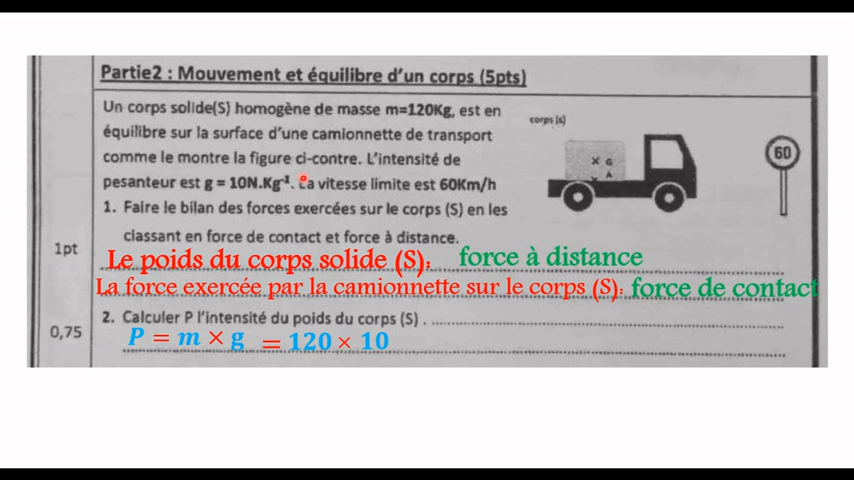 Partie2 : Mouvement et équilibre d'un corps (5pts)
Un corps solide(S) homogène de masse m=120Kg, est en
équilibre sur la surface d'une camionnette de transport
comme le montre la figure ci-contre. L'intensité de
pesanteur est g = 10N.Kg⁻¹. La vitesse limite est 60Km/h
corps (s)
G
A
60
1. Faire le bilan des forces exercées sur le corps (S) en les
classant en force de contact et force à distance.
1pt
Le poids du corps solide (S): force à distance
La force exercée par la camionnette sur le corps (S): force de contact
2. Calculer P l'intensité du poids du corps (S) .
0,75
P = m × g = 120 × 10